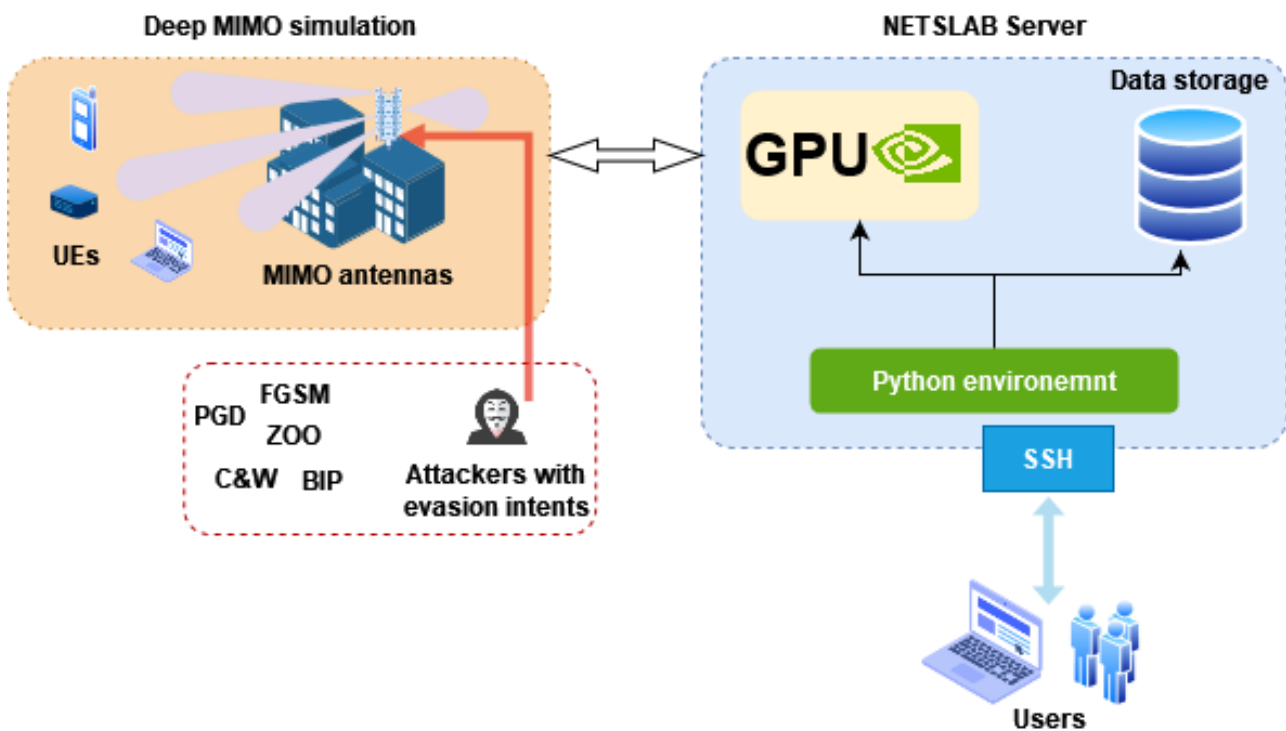 Deep MIMO simulation
UEs
MIMO antennas
PGD
FGSM
ZOO
C&W
BIP
Attackers with
evasion intents
NETSLAB Server
Data storage
GPU
Python environemnt
SSH
Users